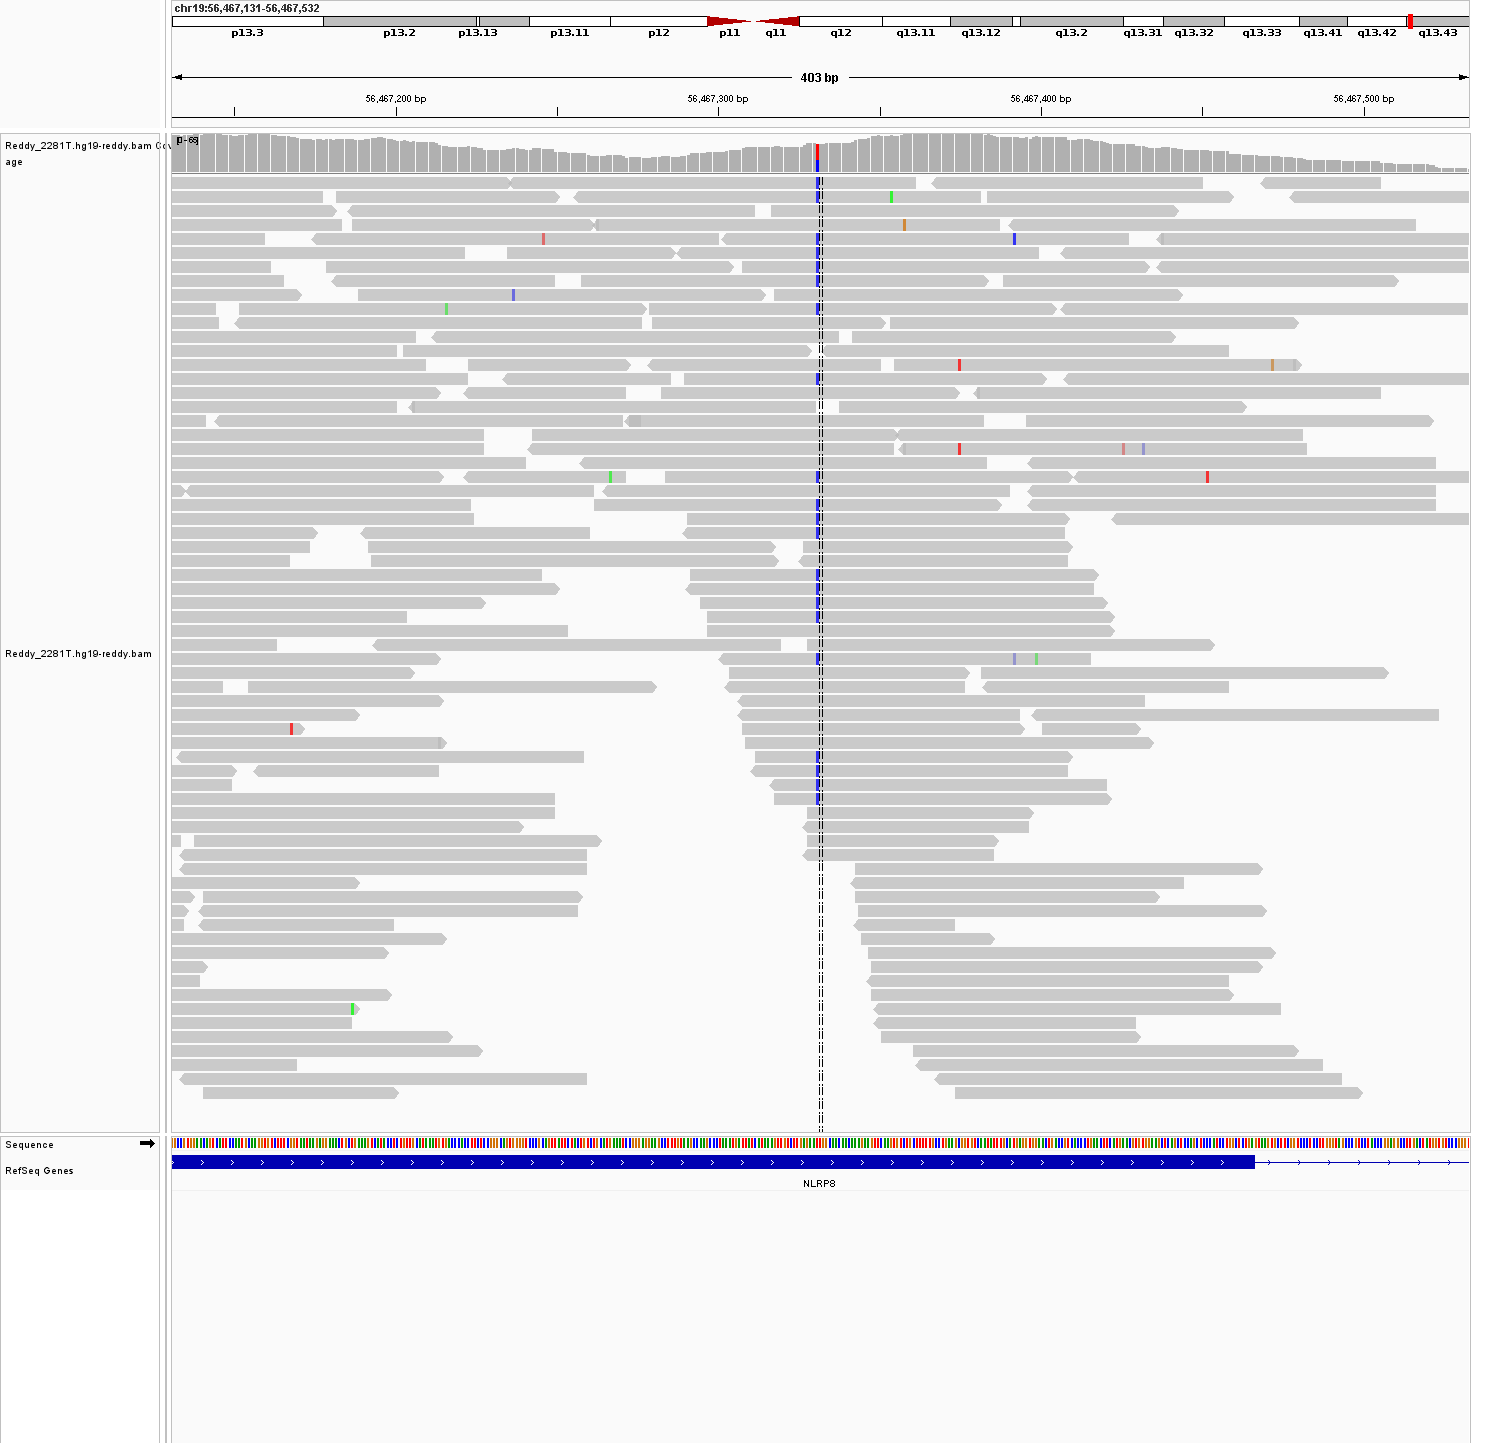 chr19:56,467,131-56,467,532
p13.3 p13.2 p13.13 p13.11 p12 p11 q11 q12 q13.11 q13.12 q13.2 q13.31 q13.32 q13.33 q13.41 q13.42 q13.43
403 bp
56,467,200 bp 56,467,300 bp 56,467,400 bp 56,467,500 bp
Reddy_2281T.hg19-reddy.bam Cov
age
Reddy_2281T.hg19-reddy.bam
Sequence
RefSeq Genes
NLRP8